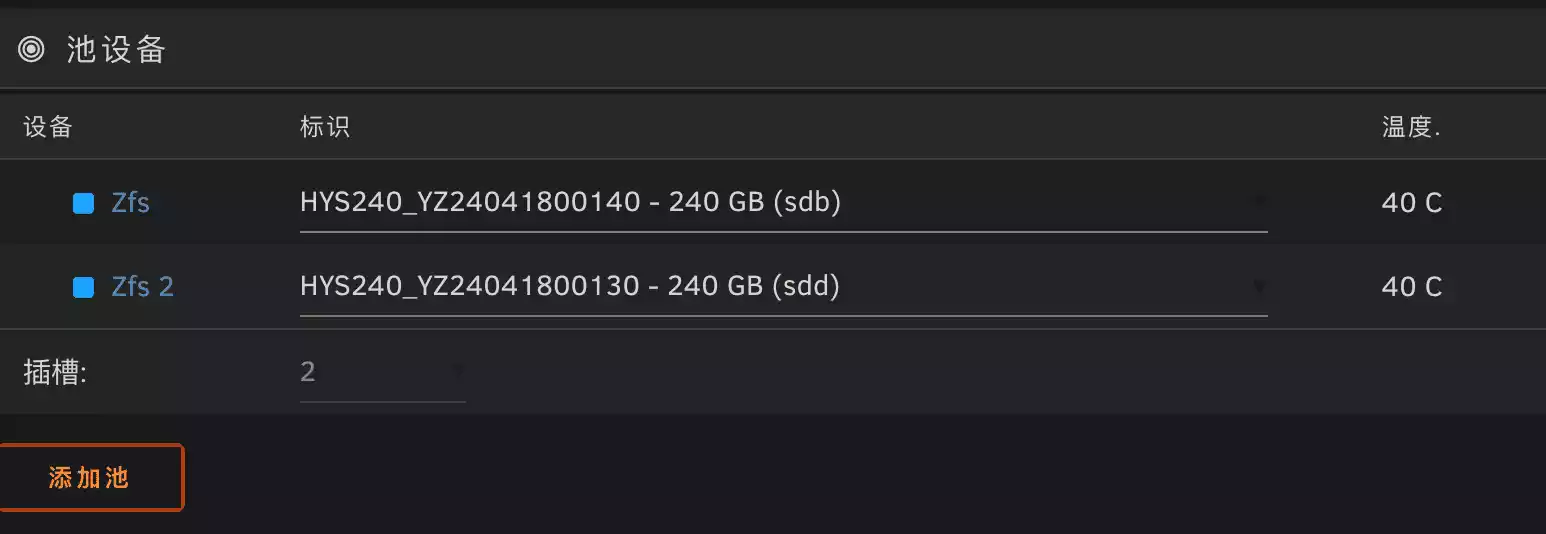 池设备
设备 标识 温度.
Zfs HYS240_YZ24041800140 - 240 GB (sdb) 40 C
Zfs 2 HYS240_YZ24041800130 - 240 GB (sdd) 40 C
插槽: 2
添加池